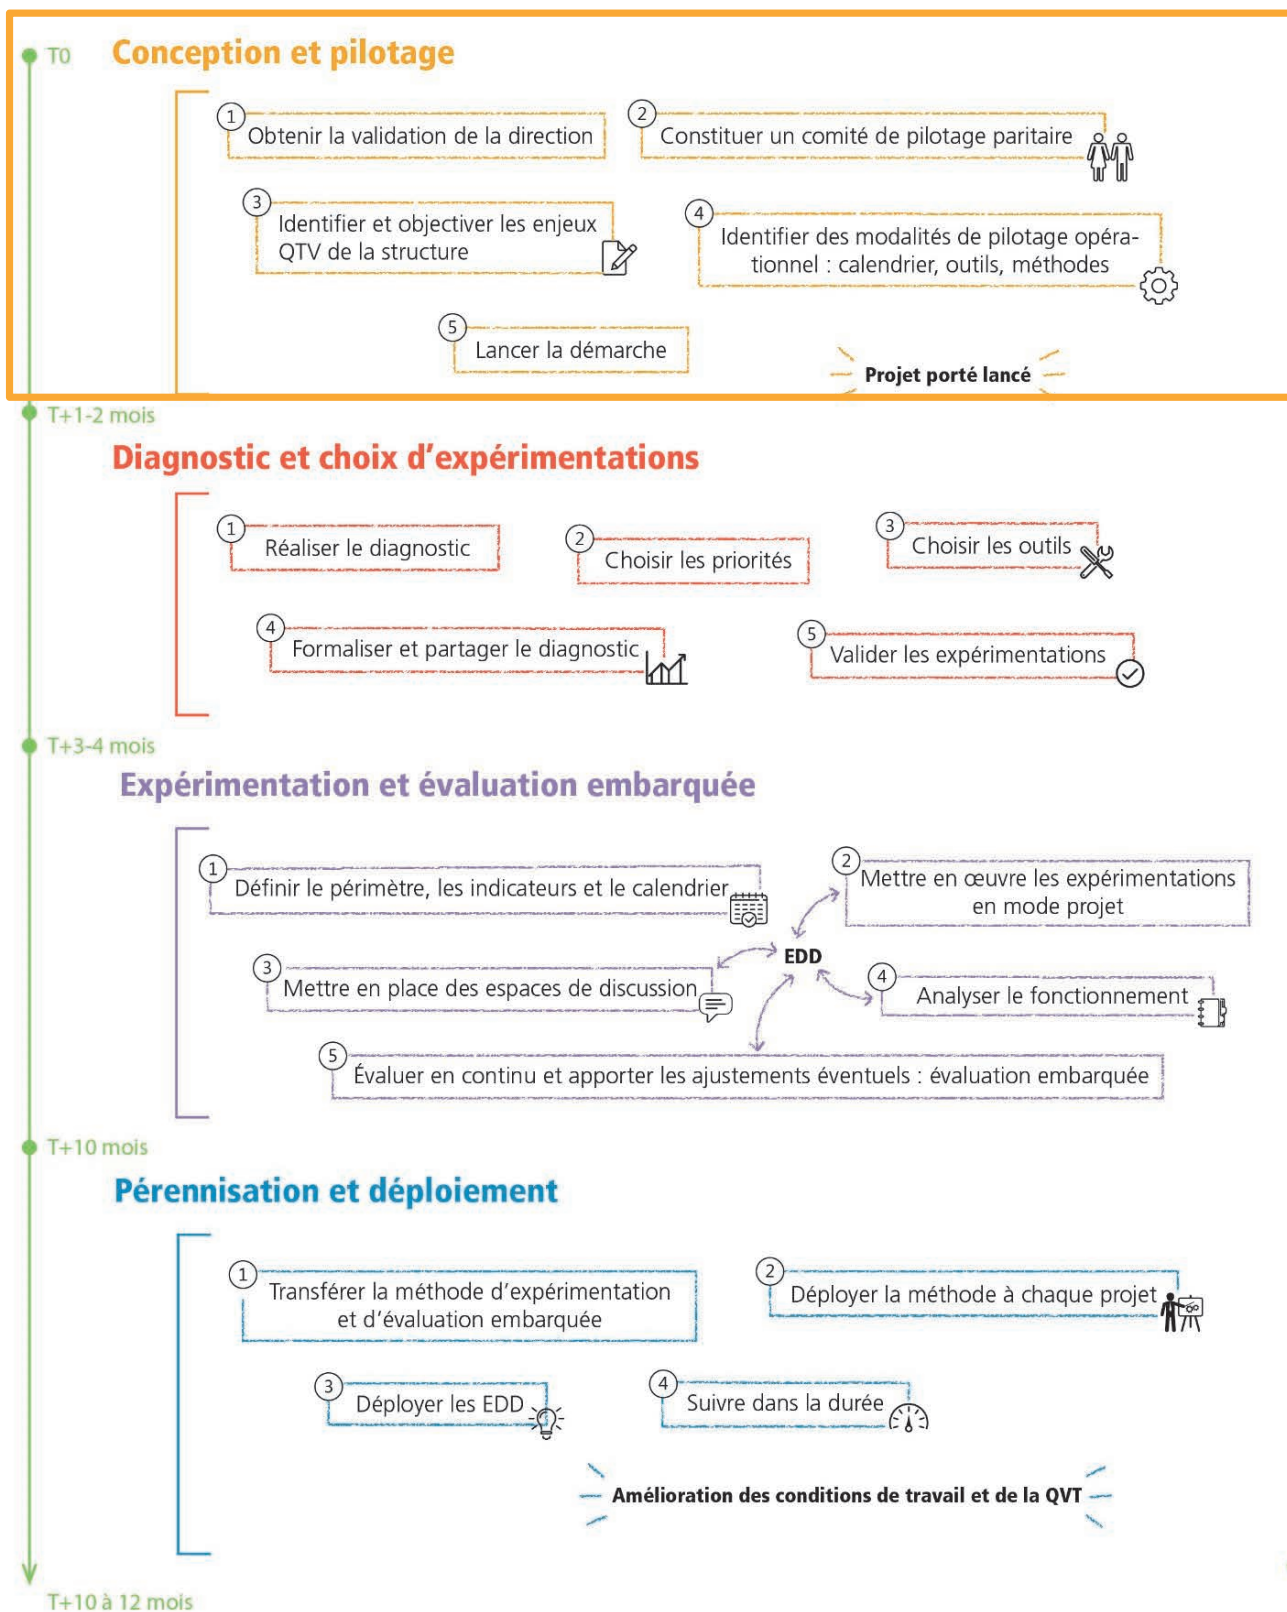 T0
Conception et pilotage
1
Obtenir la validation de la direction
2
Constituer un comité de pilotage paritaire
3
Identifier et objectiver les enjeux
QTV de la structure
4
Identifier des modalités de pilotage opéra-
tionnel : calendrier, outils, méthodes
5
Lancer la démarche
Projet porté lancé
T+1-2 mois
Diagnostic et choix d'expérimentations
1
Réaliser le diagnostic
2
Choisir les priorités
3
Choisir les outils
4
Formaliser et partager le diagnostic
5
Valider les expérimentations
T+3-4 mois
Expérimentation et évaluation embarquée
1
Définir le périmètre, les indicateurs et le calendrier
2
Mettre en œuvre les expérimentations
en mode projet
EDD
3
Mettre en place des espaces de discussion
4
Analyser le fonctionnement
5
Évaluer en continu et apporter les ajustements éventuels : évaluation embarquée
T+10 mois
Pérennisation et déploiement
1
Transférer la méthode d'expérimentation
et d'évaluation embarquée
2
Déployer la méthode à chaque projet
3
Déployer les EDD
4
Suivre dans la durée
Amélioration des conditions de travail et de la QVT
T+10 à 12 mois